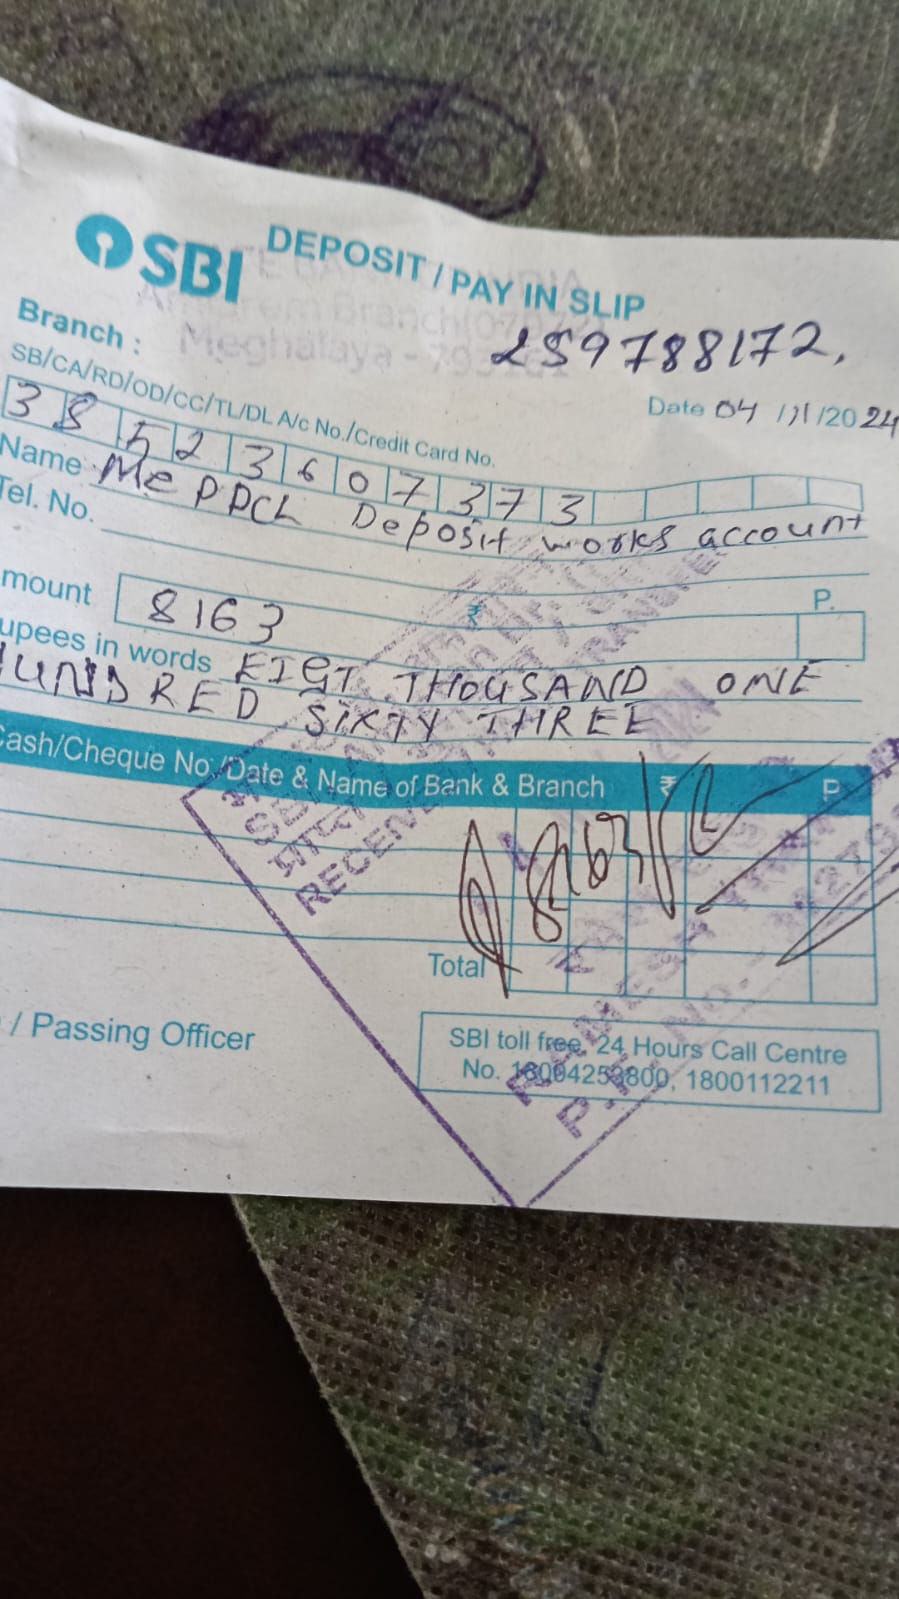 SBI
DEPOSIT / PAY IN SLIP
Branch :
Meghalaya - 
259788172,
SB/CA/RD/OD/CC/TL/DL A/c No./Credit Card No.
Date 04 /11/2024
38523607373
Name MePDCL Deposit works account
Tel. No.
mount 8163 ₹ P.
upees in words EIGT THOUSAND ONE
HUNDRED SIXTY THREE
Cash/Cheque No./Date & Name of Bank & Branch ₹ P
8163/-
Total
/ Passing Officer
SBI toll free, 24 Hours Call Centre
No. 18004253800, 1800112211